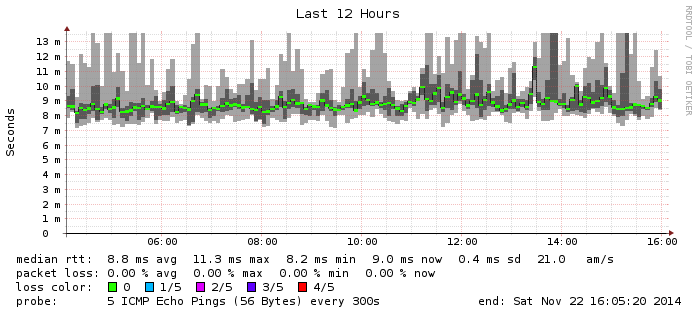 Last 12 Hours
RRDTOOL / TOBI OETIKER
Seconds
13 m
12 m
11 m
10 m
9 m
8 m
7 m
6 m
5 m
4 m
3 m
2 m
1 m
0
06:00 08:00 10:00 12:00 14:00 16:00
median rtt: 8.8 ms avg 11.3 ms max 8.2 ms min 9.0 ms now 0.4 ms sd 21.0 am/s
packet loss: 0.00 % avg 0.00 % max 0.00 % min 0.00 % now
loss color: 0 1/5 2/5 3/5 4/5
probe: 5 ICMP Echo Pings (56 Bytes) every 300s end: Sat Nov 22 16:05:20 2014